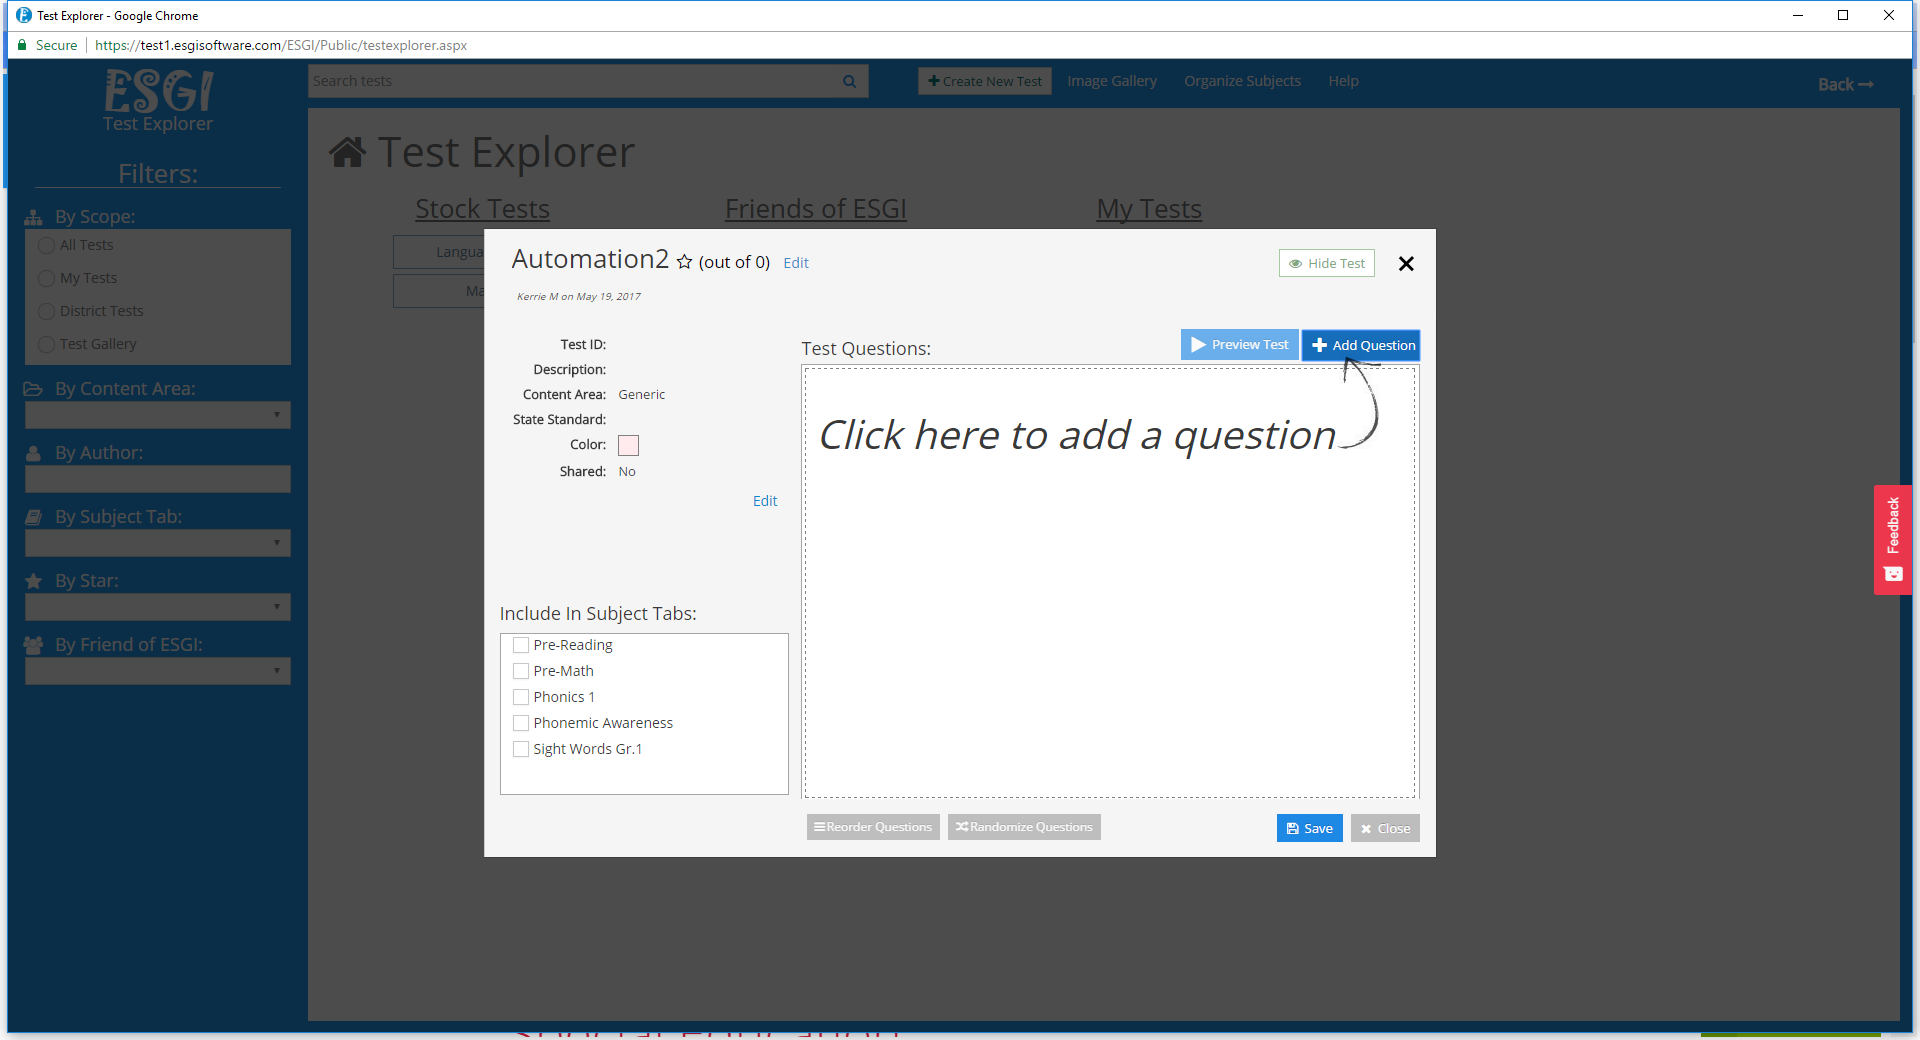 Test Explorer - Google Chrome
Secure https://test1.esgisoftware.com/ESGI/Public/testexplorer.aspx
ESGI
Test Explorer
Search tests
Create New Test
Image Gallery
Organize Subjects
Help
Back
Filters:
By Scope:
All Tests
My Tests
District Tests
Test Gallery
By Content Area:
By Author:
By Subject Tab:
By Star:
By Friend of ESGI:
Test Explorer
Stock Tests
Friends of ESGI
My Tests
Langua
Ma
Automation2 (out of 0) Edit
Hide Test
Kerrie M on May 19, 2017
Test ID:
Description:
Content Area: Generic
State Standard:
Color:
Shared: No
Edit
Include In Subject Tabs:
Pre-Reading
Pre-Math
Phonics 1
Phonemic Awareness
Sight Words Gr.1
Test Questions:
Preview Test
Add Question
Click here to add a question
Reorder Questions
Randomize Questions
Save
Close
Feedback